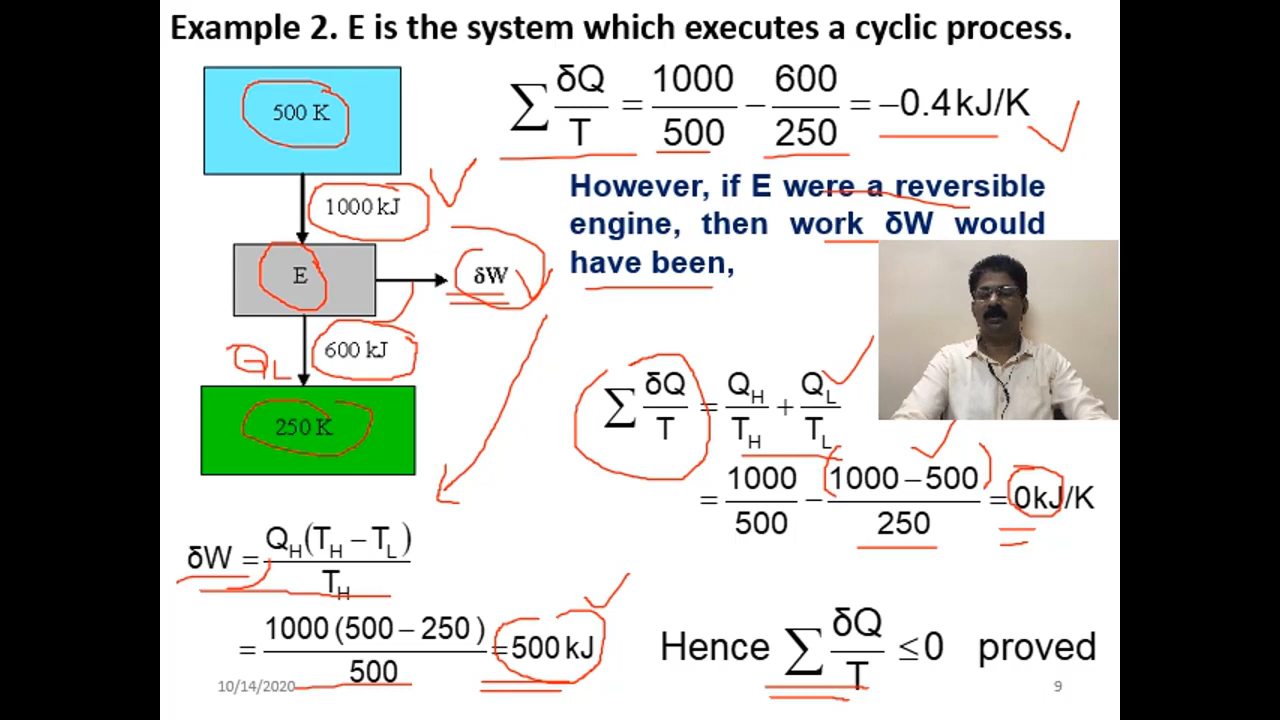 Example 2. E is the system which executes a cyclic process.
500 K
1000 kJ
E
δW
600 kJ
Q_L
250 K
∑ δQ/T = 1000/500 − 600/250 = −0.4 kJ/K
However, if E were a reversible
engine, then work δW would
have been,
∑ δQ/T = Q_H/T_H + Q_L/T_L
= 1000/500 − (1000 − 500)/250 = 0kJ/K
δW = Q_H(T_H − T_L)/T_H
= 1000 (500 − 250)/500 = 500 kJ
Hence ∑ δQ/T ≤ 0 proved
10/14/2020
9